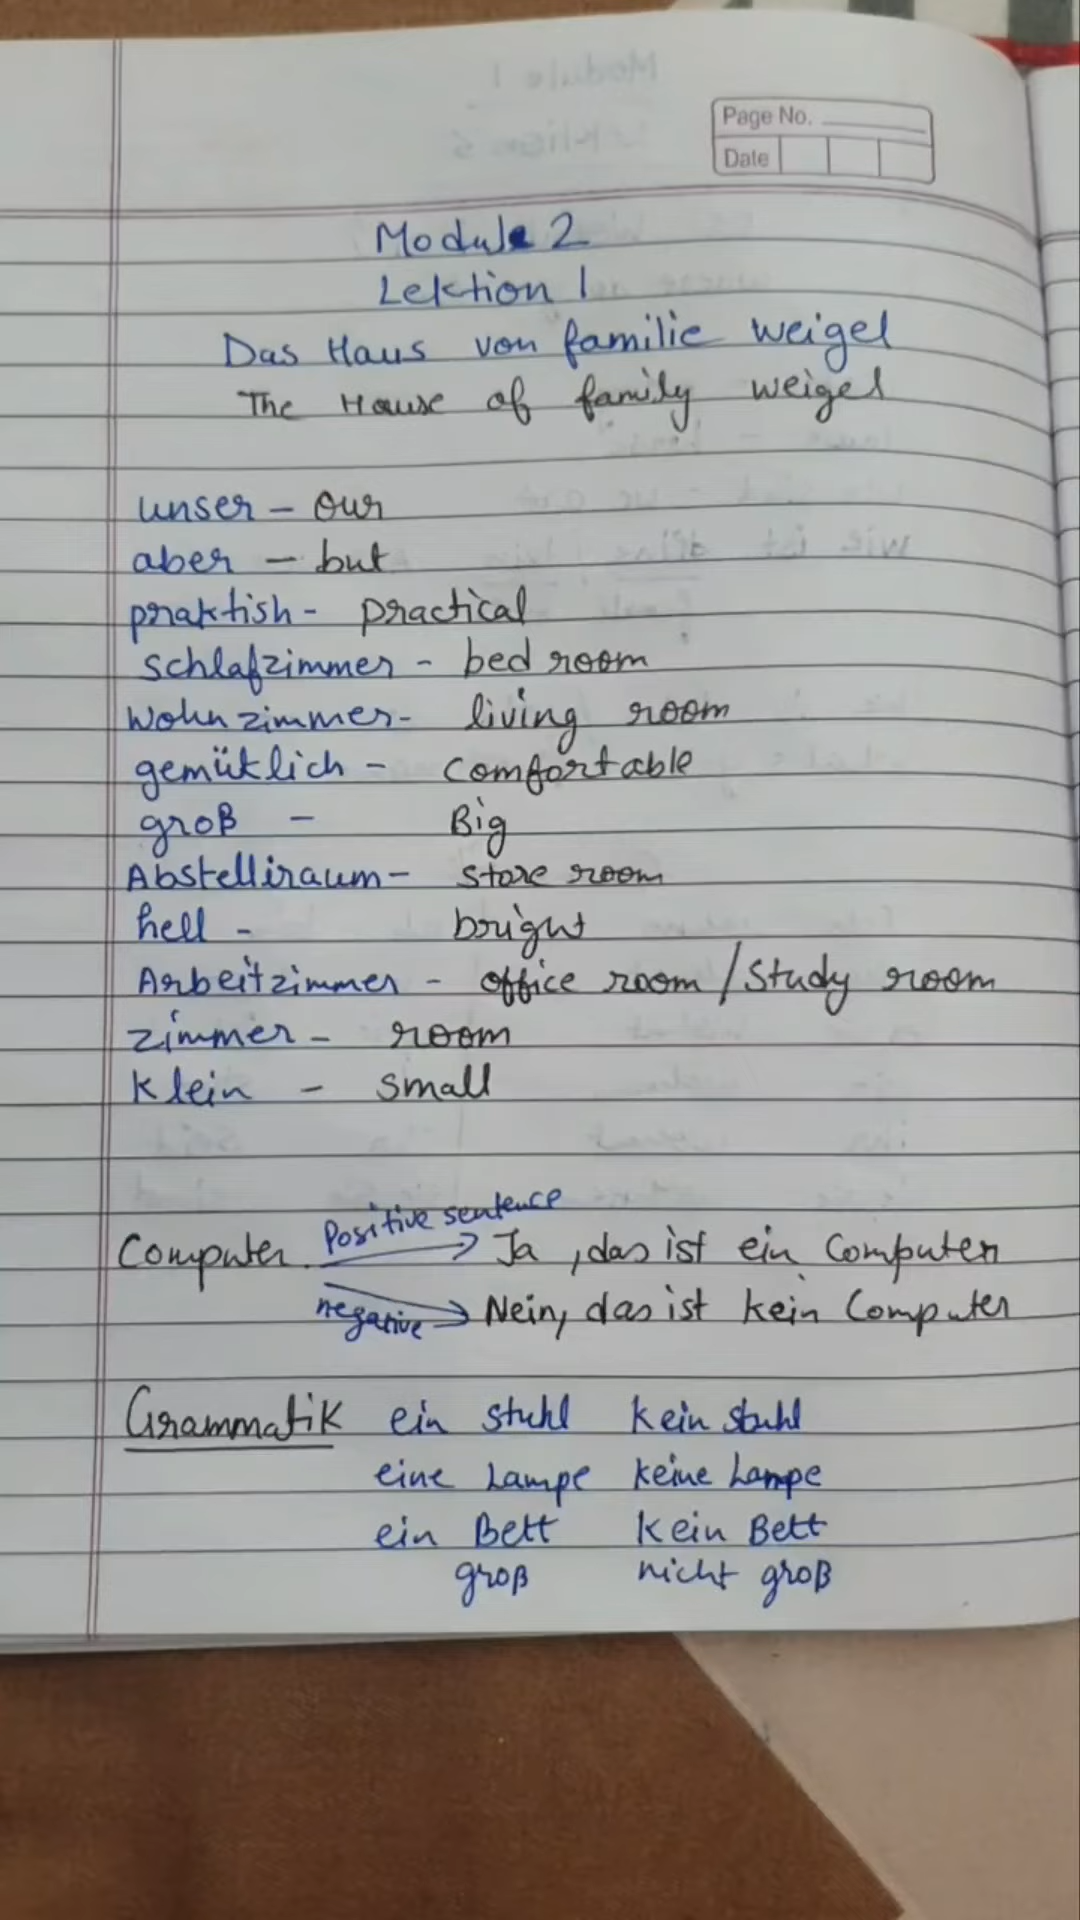 Page No.
Date
Module 2
Lektion 1
Das Haus von familie Weigel
The House of family Weigel
unser - our
aber - but
praktish - practical
schlafzimmer - bed room
Wohnzimmer - living room
gemütlich - comfortable
groß - Big
Abstelliraum - store room
hell - bright
Arbeitzimmer - office room / study room
zimmer - room
Klein - small
Positive sentence
Computer → Ja, das ist ein Computer
negative → Nein, das ist kein Computer
Grammatik ein stuhl kein stuhl
eine Lampe keine Lampe
ein Bett kein Bett
groß nicht groß